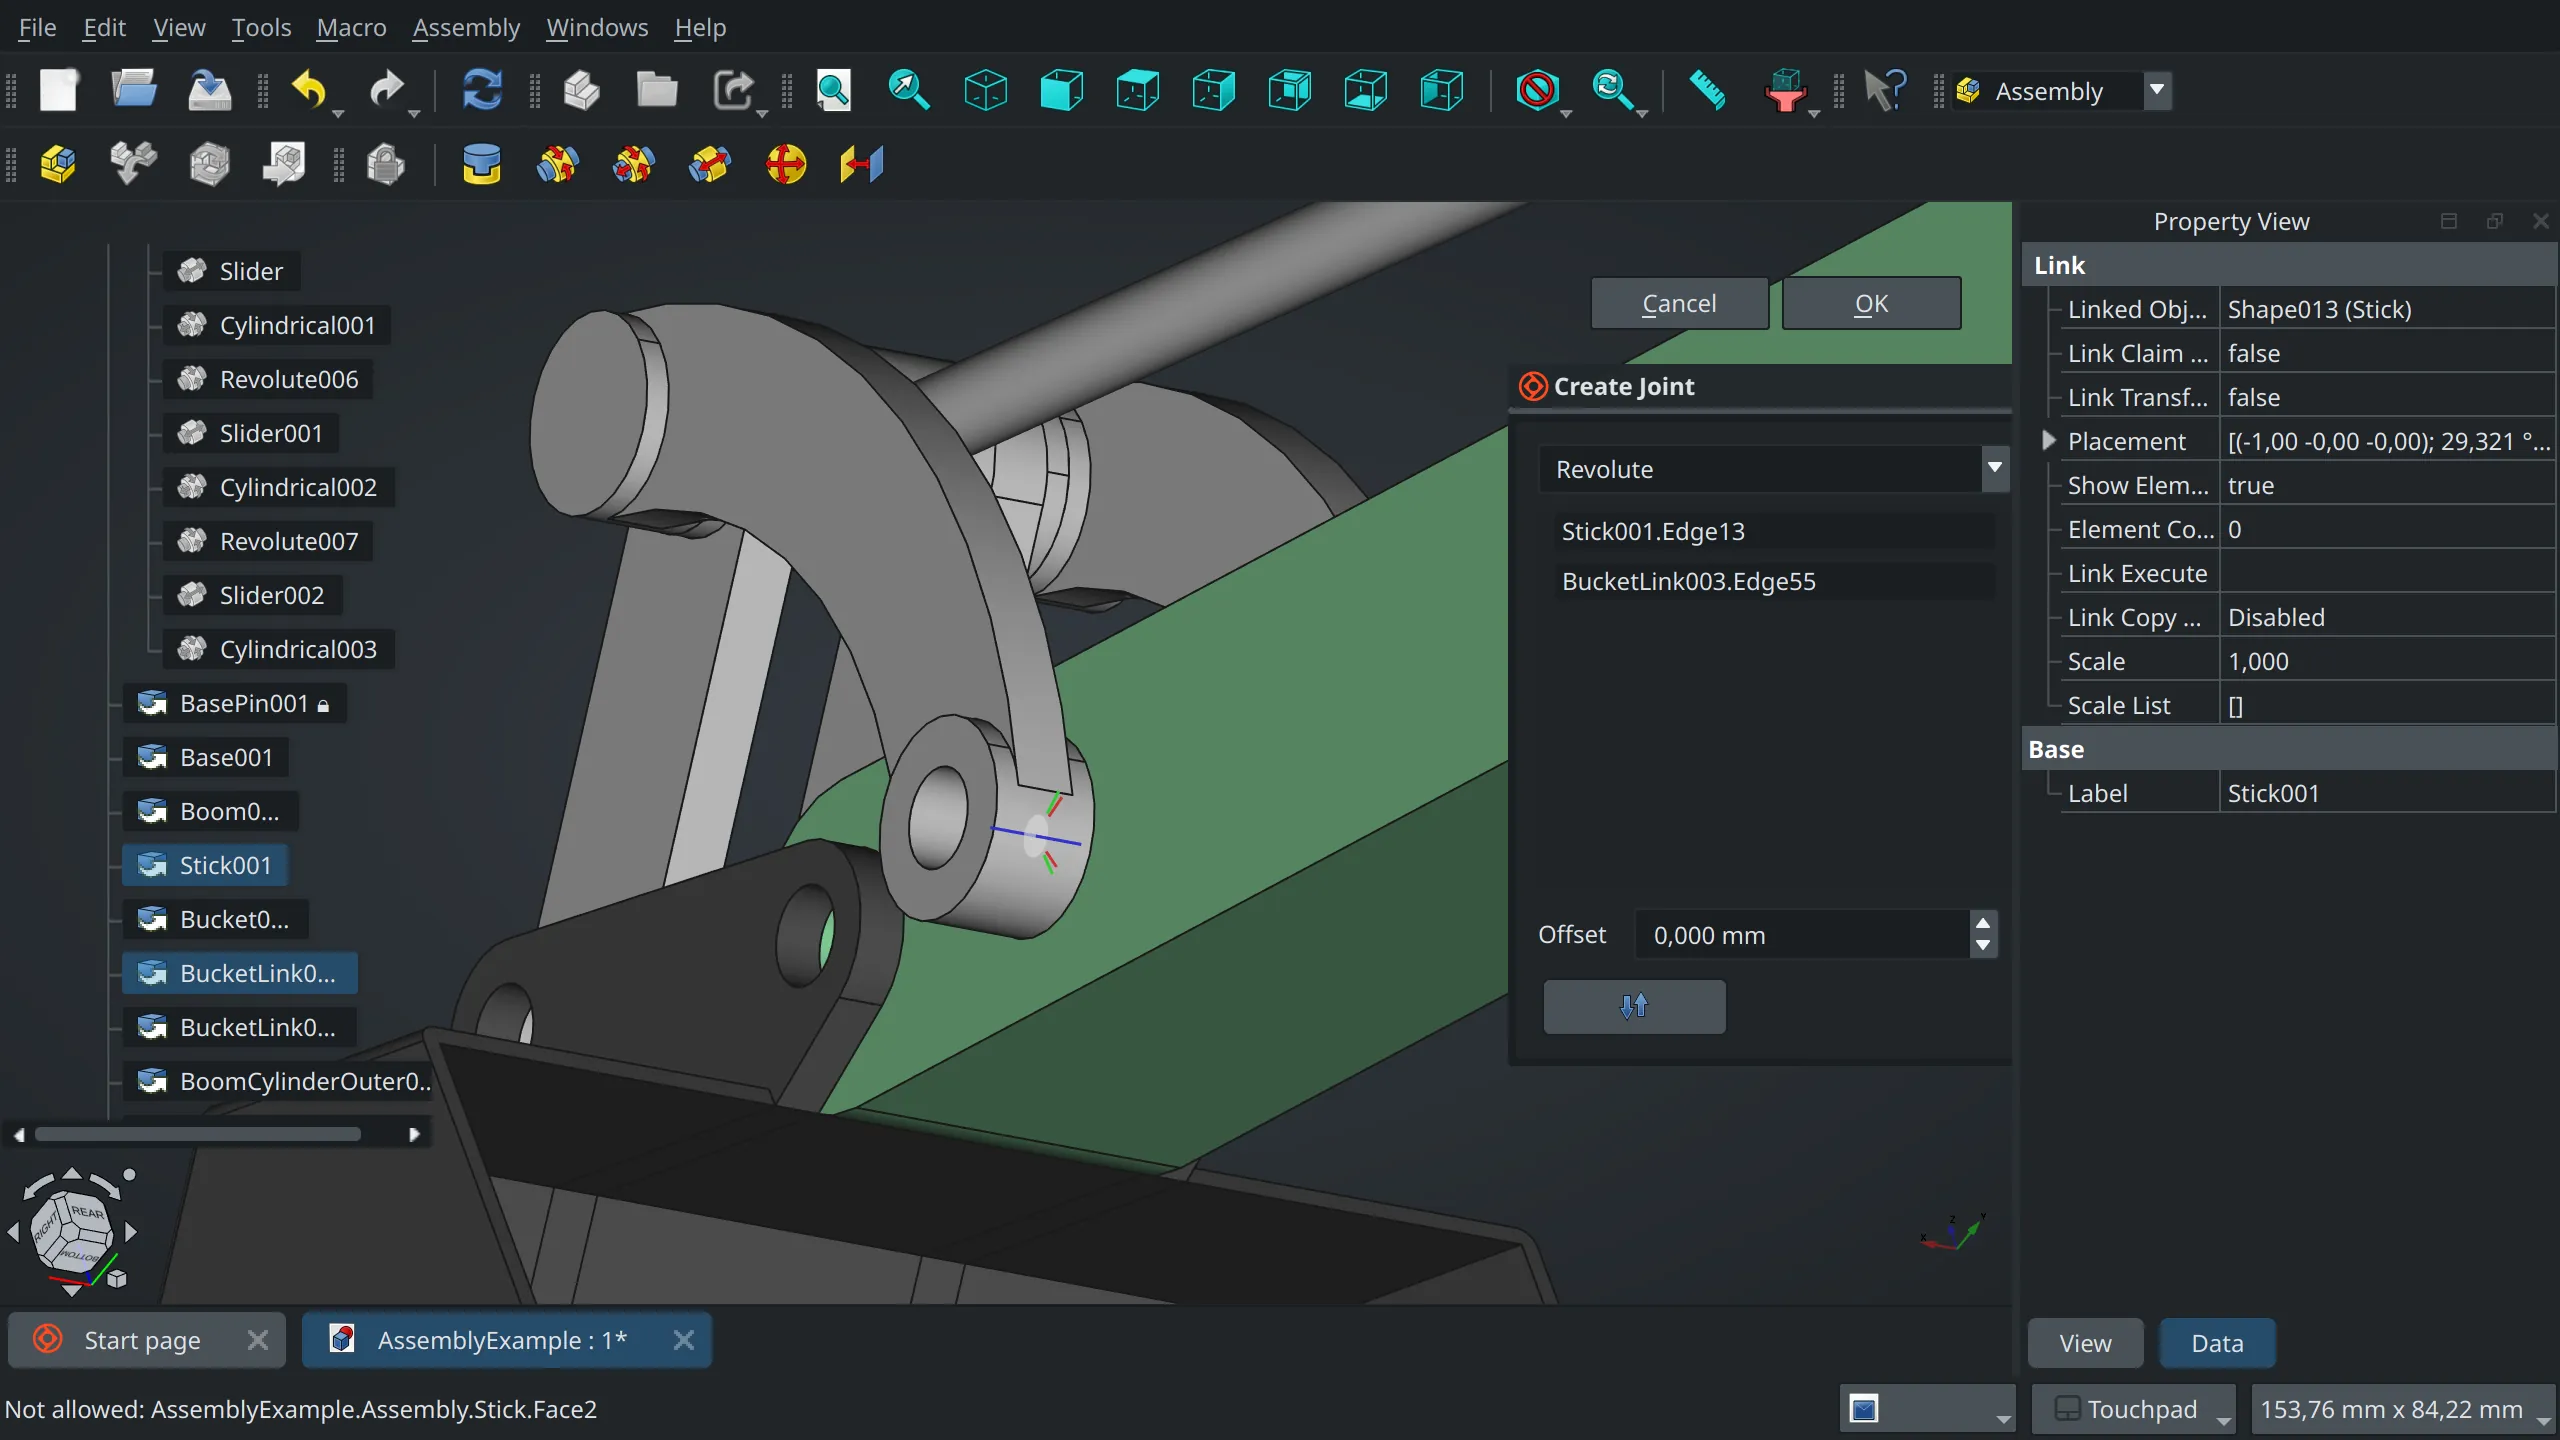 File Edit View Tools Macro Assembly Windows Help
Assembly
Slider
Cylindrical001
Revolute006
Slider001
Cylindrical002
Revolute007
Slider002
Cylindrical003
BasePin001
Base001
Boom0...
Stick001
Bucket0...
BucketLink0...
BucketLink0...
BoomCylinderOuter0..
RIGHT
REAR
BOTTOM
Cancel OK
Create Joint
Revolute
Stick001.Edge13
BucketLink003.Edge55
Offset 0,000 mm
X Z Y
Property View
Link
Linked Obj... Shape013 (Stick)
Link Claim ... false
Link Transf... false
Placement [(-1,00 -0,00 -0,00); 29,321 °...
Show Elem... true
Element Co... 0
Link Execute
Link Copy ... Disabled
Scale 1,000
Scale List []
Base
Label Stick001
Start page AssemblyExample : 1*
View Data
Not allowed: AssemblyExample.Assembly.Stick.Face2
Touchpad 153,76 mm x 84,22 mm